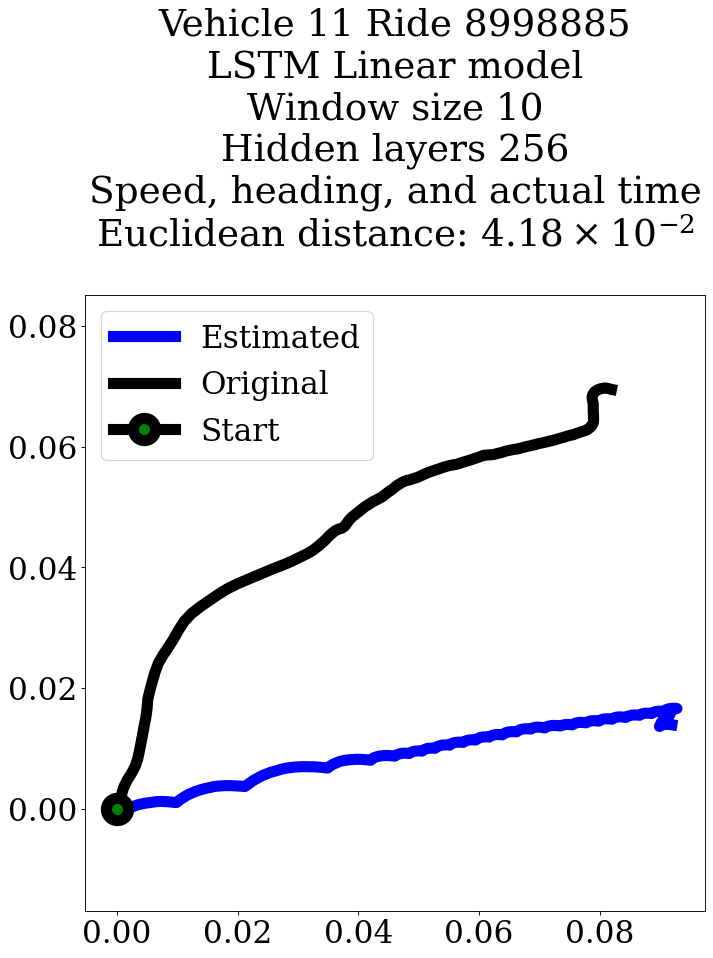 Vehicle 11 Ride 8998885
LSTM Linear model
Window size 10
Hidden layers 256
Speed, heading, and actual time
Euclidean distance: 4.18 × 10⁻²
Estimated
Original
Start
0.08
0.06
0.04
0.02
0.00
0.00 0.02 0.04 0.06 0.08